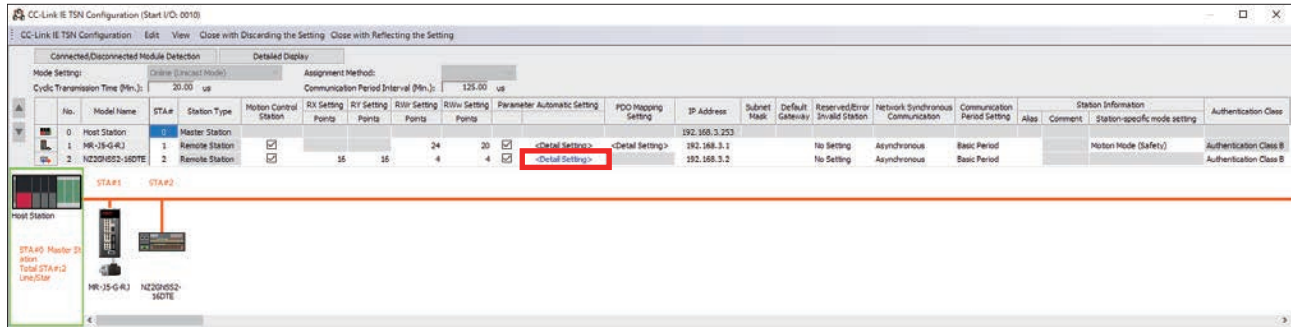 CC-Link IE TSN Configuration (Start I/O: 0010)
CC-Link IE TSN Configuration Edit View Close with Discarding the Setting Close with Reflecting the Setting
Connected/Disconnected Module Detection Detailed Display
Mode Setting: Online (Unicast Mode) Assignment Method:
Cyclic Transmission Time (Min.): 20.00 us Communication Period Interval (Min.): 125.00 us
No. Model Name STA# Station Type Motion Control Station RX Setting RY Setting RWr Setting RWw Setting Parameter Automatic Setting PDO Mapping Setting IP Address Subnet Mask Default Gateway Reserved/Error Invalid Station Network Synchronous Communication Communication Period Setting Station Information Authentication Class
Points Points Points Points Alias Comment Station-specific mode setting
0 Host Station 0 Master Station 192.168.3.253
1 MR-J5-G-RJ 1 Remote Station 24 20 <Detail Setting> <Detail Setting> 192.168.3.1 No Setting Asynchronous Basic Period Motion Mode (Safety) Authentication Class B
2 NZ2GNSS2-16DTE 2 Remote Station 16 16 4 4 <Detail Setting> 192.168.3.2 No Setting Asynchronous Basic Period Authentication Class B
STA#1 STA#2
Host Station
STA#0 Master St
ation
Total STA#:2
Line/Star
MR-J5-G-RJ NZ2GNSS2-
16DTE